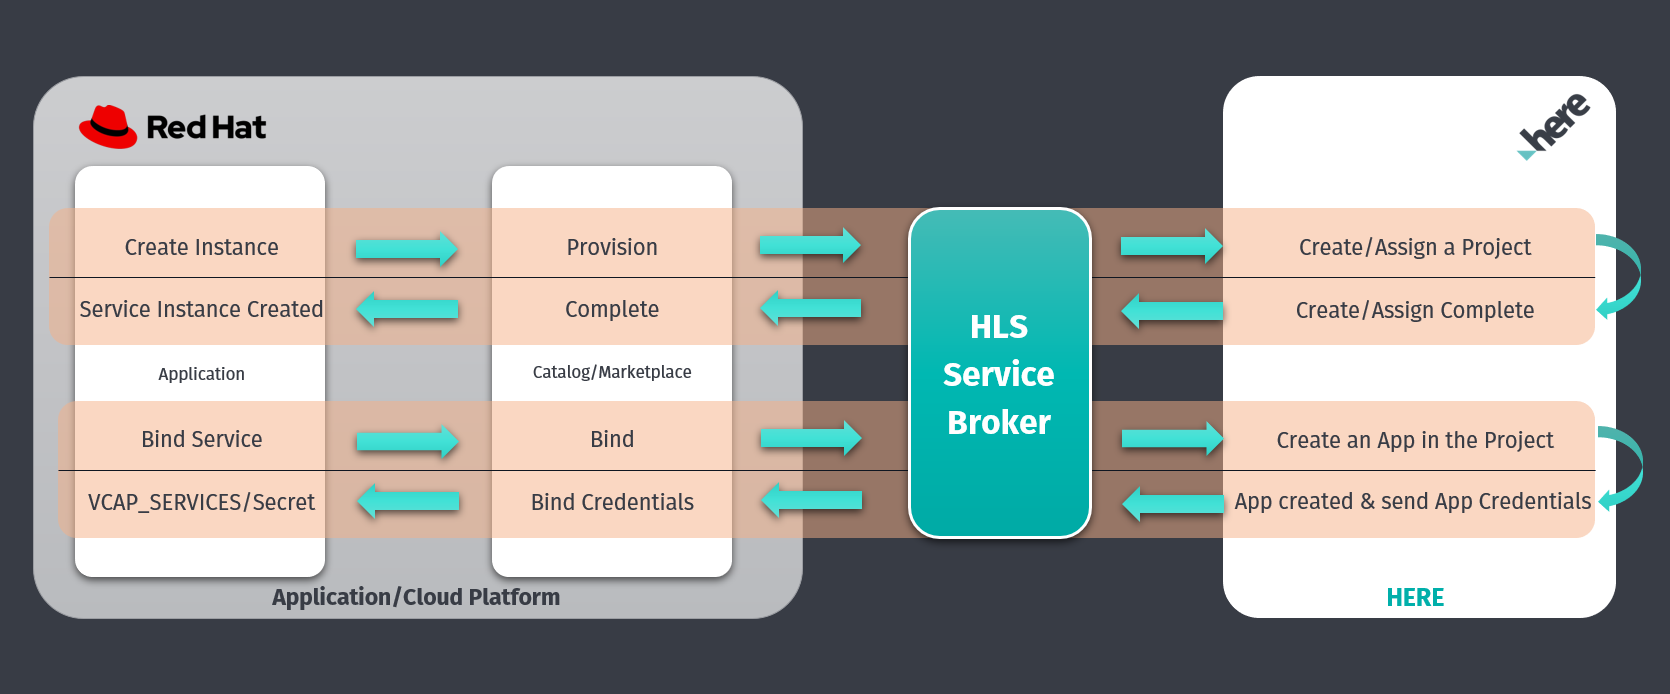 Red Hat
here
Create Instance
Provision
Create/Assign a Project
Service Instance Created
Complete
Create/Assign Complete
HLS
Service
Broker
Application
Catalog/Marketplace
Bind Service
Bind
Create an App in the Project
VCAP_SERVICES/Secret
Bind Credentials
App created & send App Credentials
Application/Cloud Platform
HERE